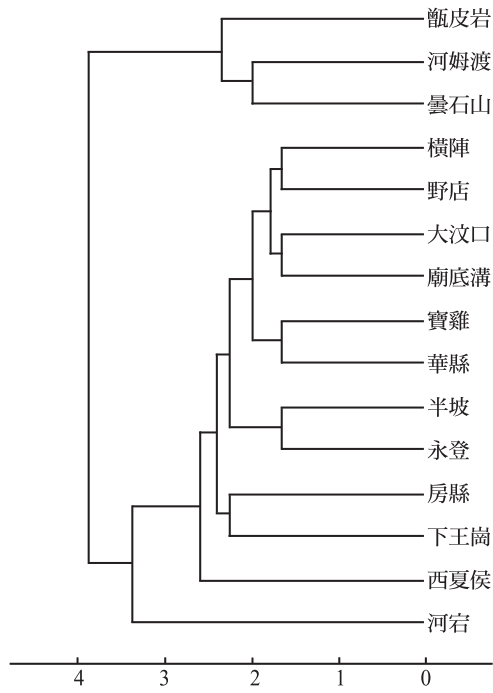 甑皮岩
河姆渡
曇石山
橫陣
野店
大汶口
廟底溝
寶雞
華縣
半坡
永登
房縣
下王崗
西夏侯
河宕
4 3 2 1 0